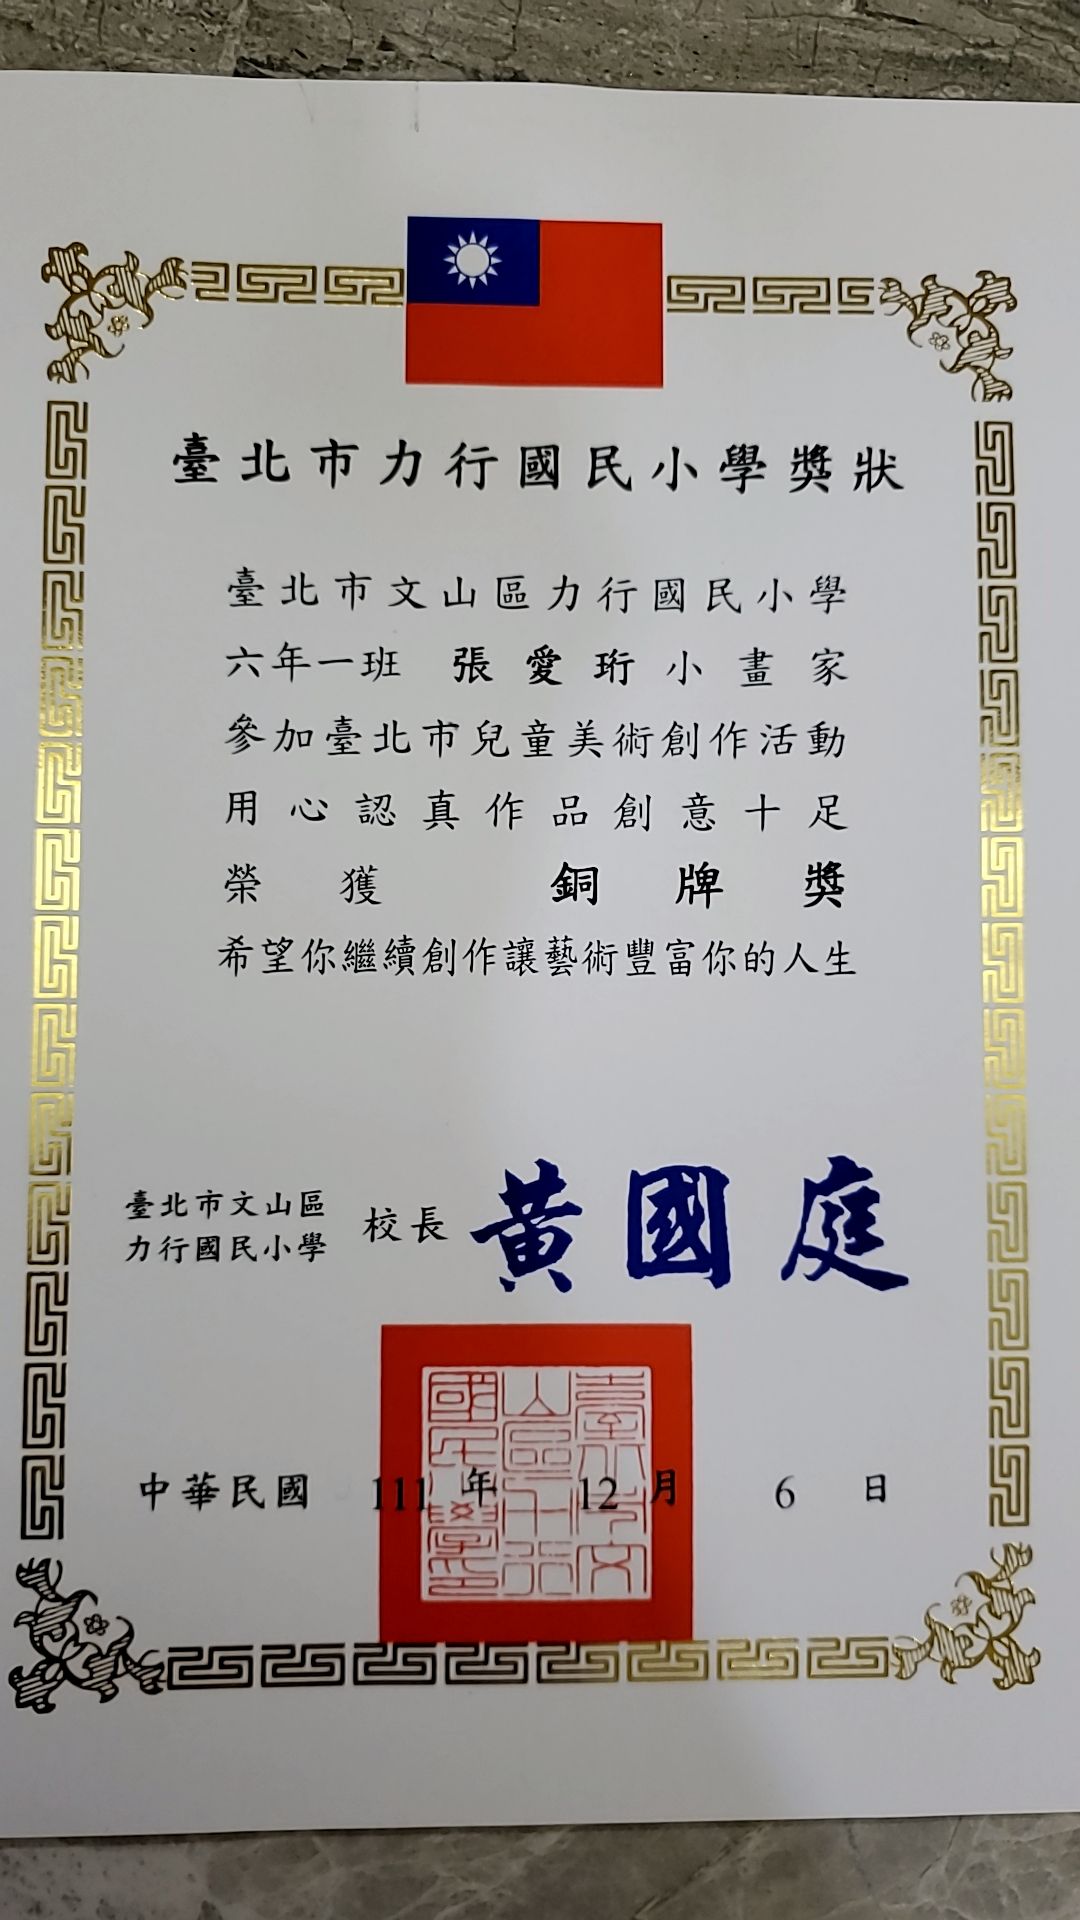 臺北市力行國民小學獎狀
臺北市文山區力行國民小學
六年一班 張愛珩小畫家
參加臺北市兒童美術創作活動
用心認真作品創意十足
榮獲 銅牌獎
希望你繼續創作讓藝術豐富你的人生
臺北市文山區
力行國民小學 校長 黃國庭
中華民國 111 年 12 月 6 日